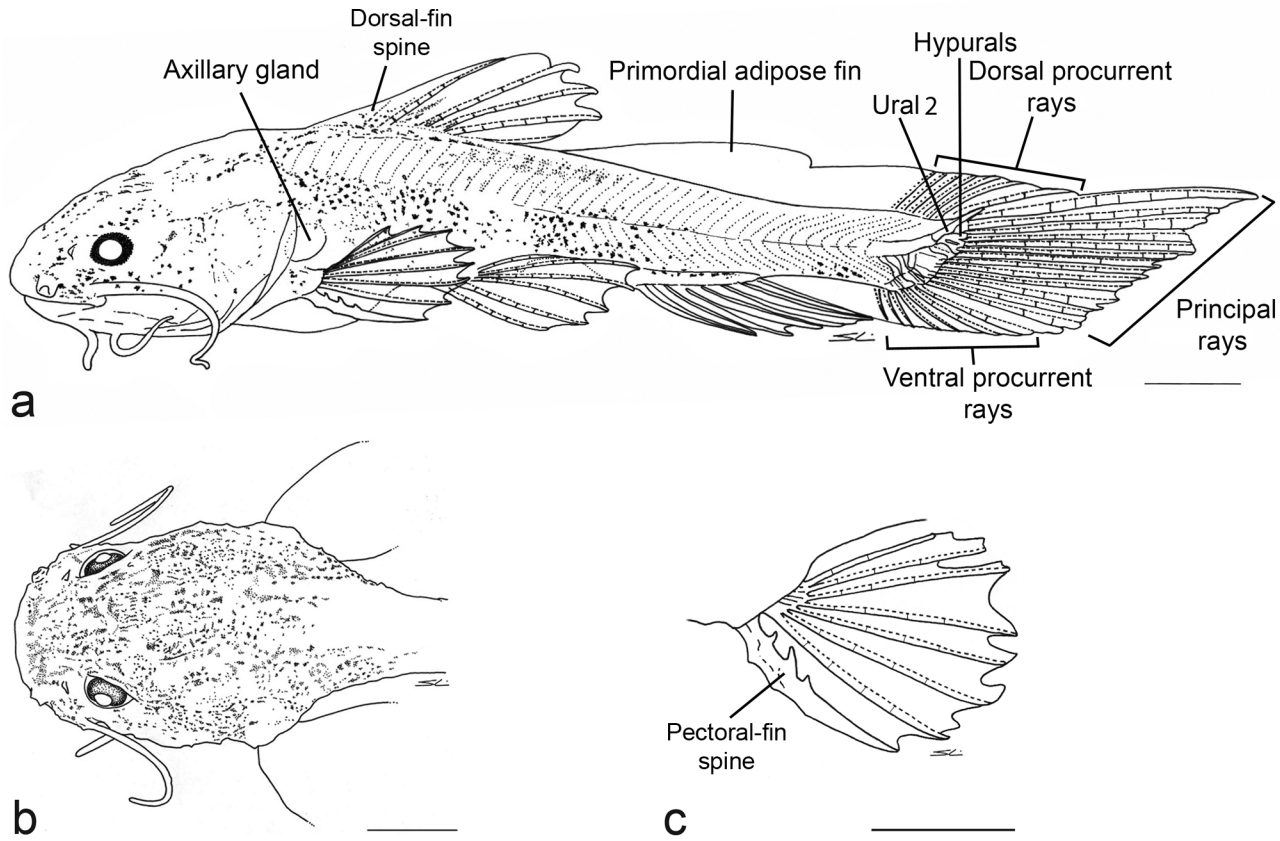 Dorsal-fin
spine
Axillary gland
Primordial adipose fin
Hypurals
Dorsal procurrent
rays
Ural 2
Principal
rays
Ventral procurrent
rays
a
b
Pectoral-fin
spine
c